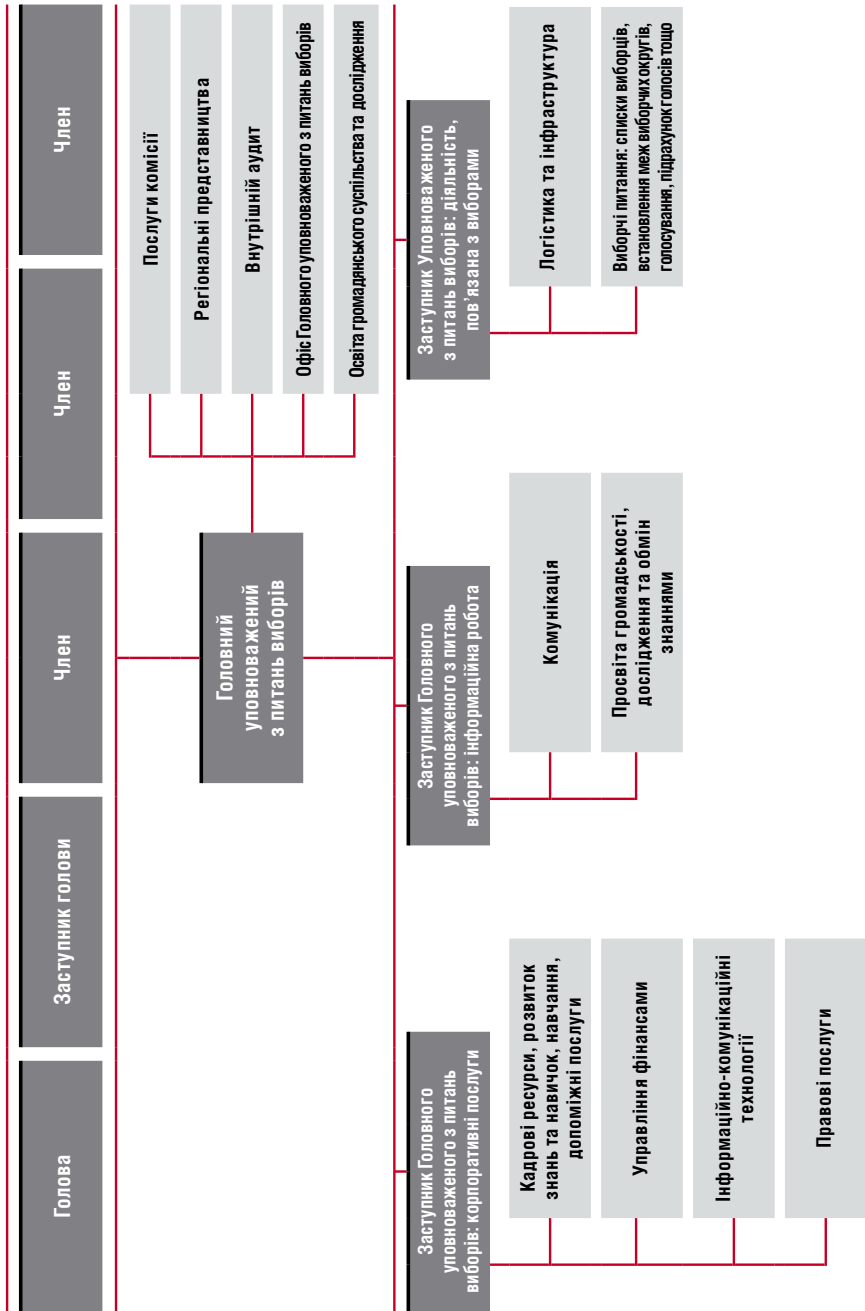 Голова
Заступник голови
Член
Член
Член
Головний
уповноважений
з питань виборів
Послуги комісії
Регіональні представництва
Внутрішній аудит
Офіс Головного уповноваженого з питань виборів
Освіта громадянського суспільства та дослідження
Заступник Головного
уповноваженого з питань
виборів: корпоративні послуги
Кадрові ресурси, розвиток
знань та навичок, навчання,
допоміжні послуги
Управління фінансами
Інформаційно-комунікаційні
технології
Правові послуги
Заступник Головного
уповноваженого з питань
виборів: інформаційна робота
Комунікація
Просвіта громадськості,
дослідження та обмін
знаннями
Заступник Уповноваженого
з питань виборів: діяльність,
пов’язана з виборами
Логістика та інфраструктура
Виборчі питання: списки виборців,
встановлення меж виборчих округів,
голосування, підрахунок голосів тощо